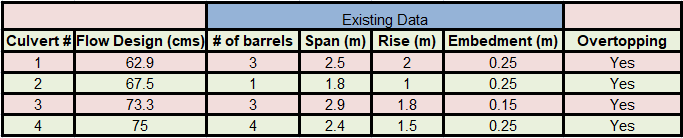 Existing Data
Culvert # Flow Design (cms) # of barrels Span (m) Rise (m) Embedment (m) Overtopping
1 62.9 3 2.5 2 0.25 Yes
2 67.5 1 1.8 1 0.25 Yes
3 73.3 3 2.9 1.8 0.15 Yes
4 75 4 2.4 1.5 0.25 Yes